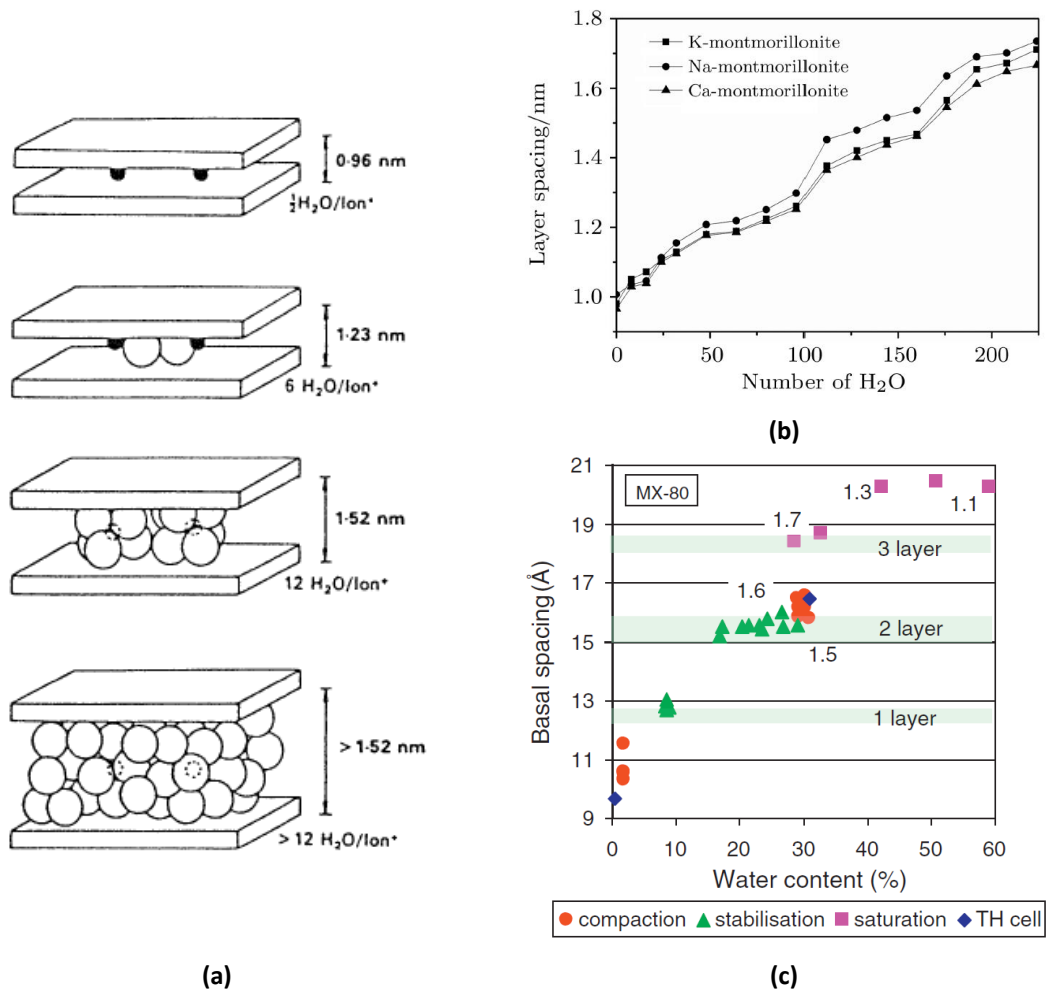 (a)
0·96 nm
½H₂O/Ion⁺
1·23 nm
6 H₂O/Ion⁺
1·52 nm
12 H₂O/Ion⁺
> 1·52 nm
> 12 H₂O/Ion⁺
(a)
1.8
1.6
1.4
1.2
1.0
Layer spacing/nm
K-montmorillonite
Na-montmorillonite
Ca-montmorillonite
0
50
100
150
200
Number of H₂O
(b)
21
19
17
15
13
11
9
Basal spacing (Å)
MX-80
1.3
1.1
1.7
3 layer
1.6
2 layer
1.5
1 layer
0
10
20
30
40
50
60
Water content (%)
compaction
stabilisation
saturation
TH cell
(c)